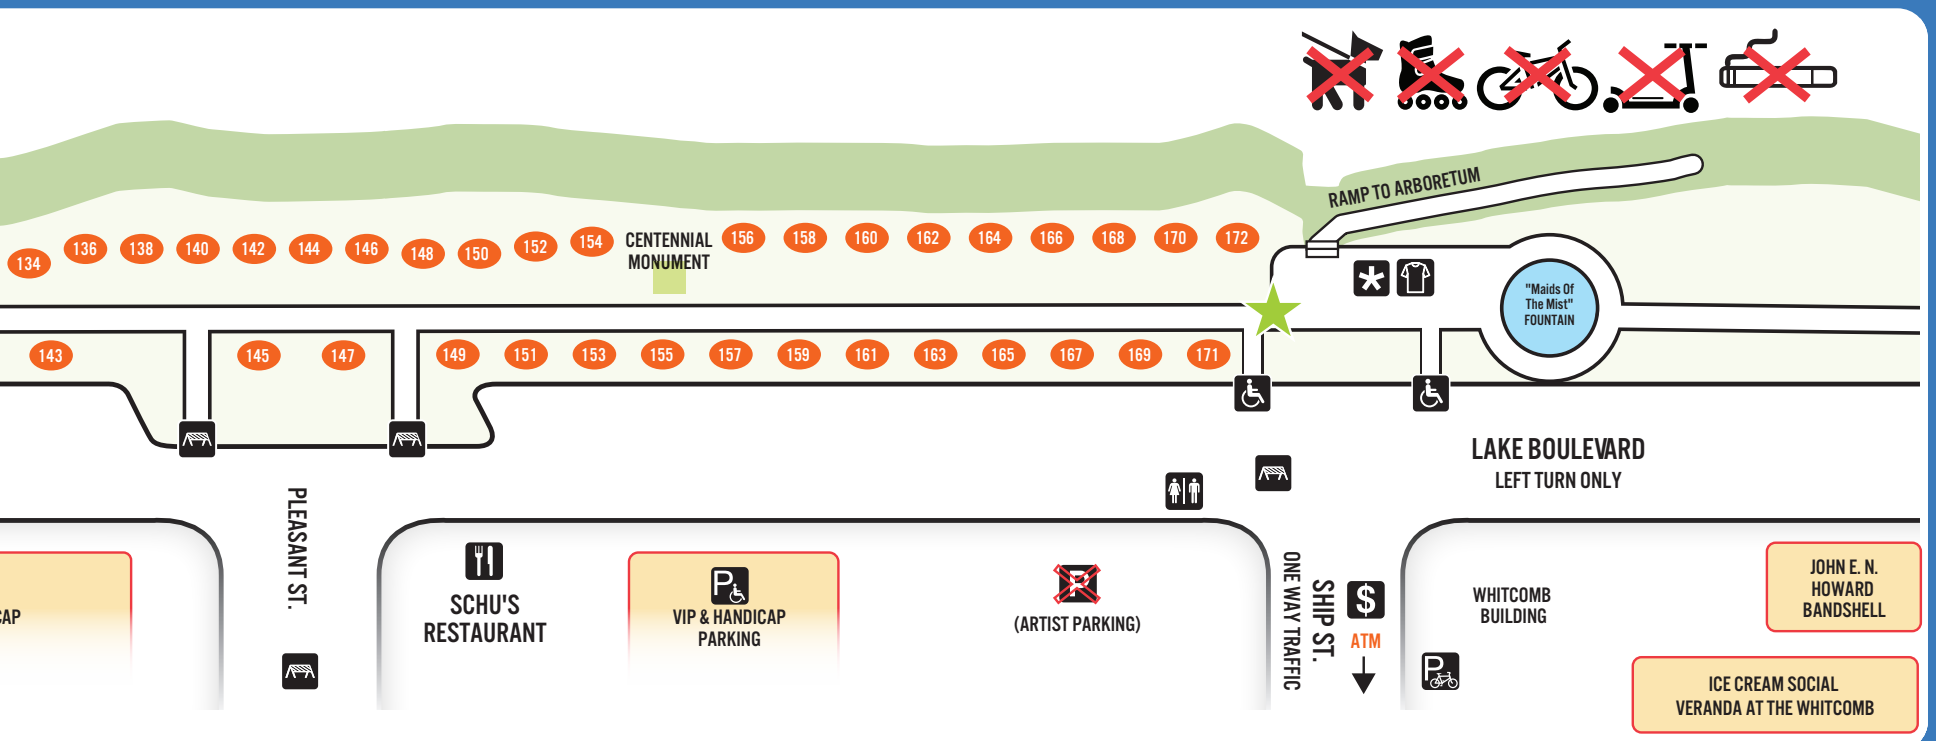 RAMP TO ARBORETUM
134
136
138
140
142
144
146
148
150
152
154
CENTENNIAL
MONUMENT
156
158
160
162
164
166
168
170
172
"Maids Of
The Mist"
FOUNTAIN
143
145
147
149
151
153
155
157
159
161
163
165
167
169
171
LAKE BOULEVARD
LEFT TURN ONLY
PLEASANT ST.
CAP
SCHU'S
RESTAURANT
P
VIP & HANDICAP
PARKING
P
(ARTIST PARKING)
ONE WAY TRAFFIC
SHIP ST.
$
ATM
WHITCOMB
BUILDING
P
JOHN E. N.
HOWARD
BANDSHELL
ICE CREAM SOCIAL
VERANDA AT THE WHITCOMB